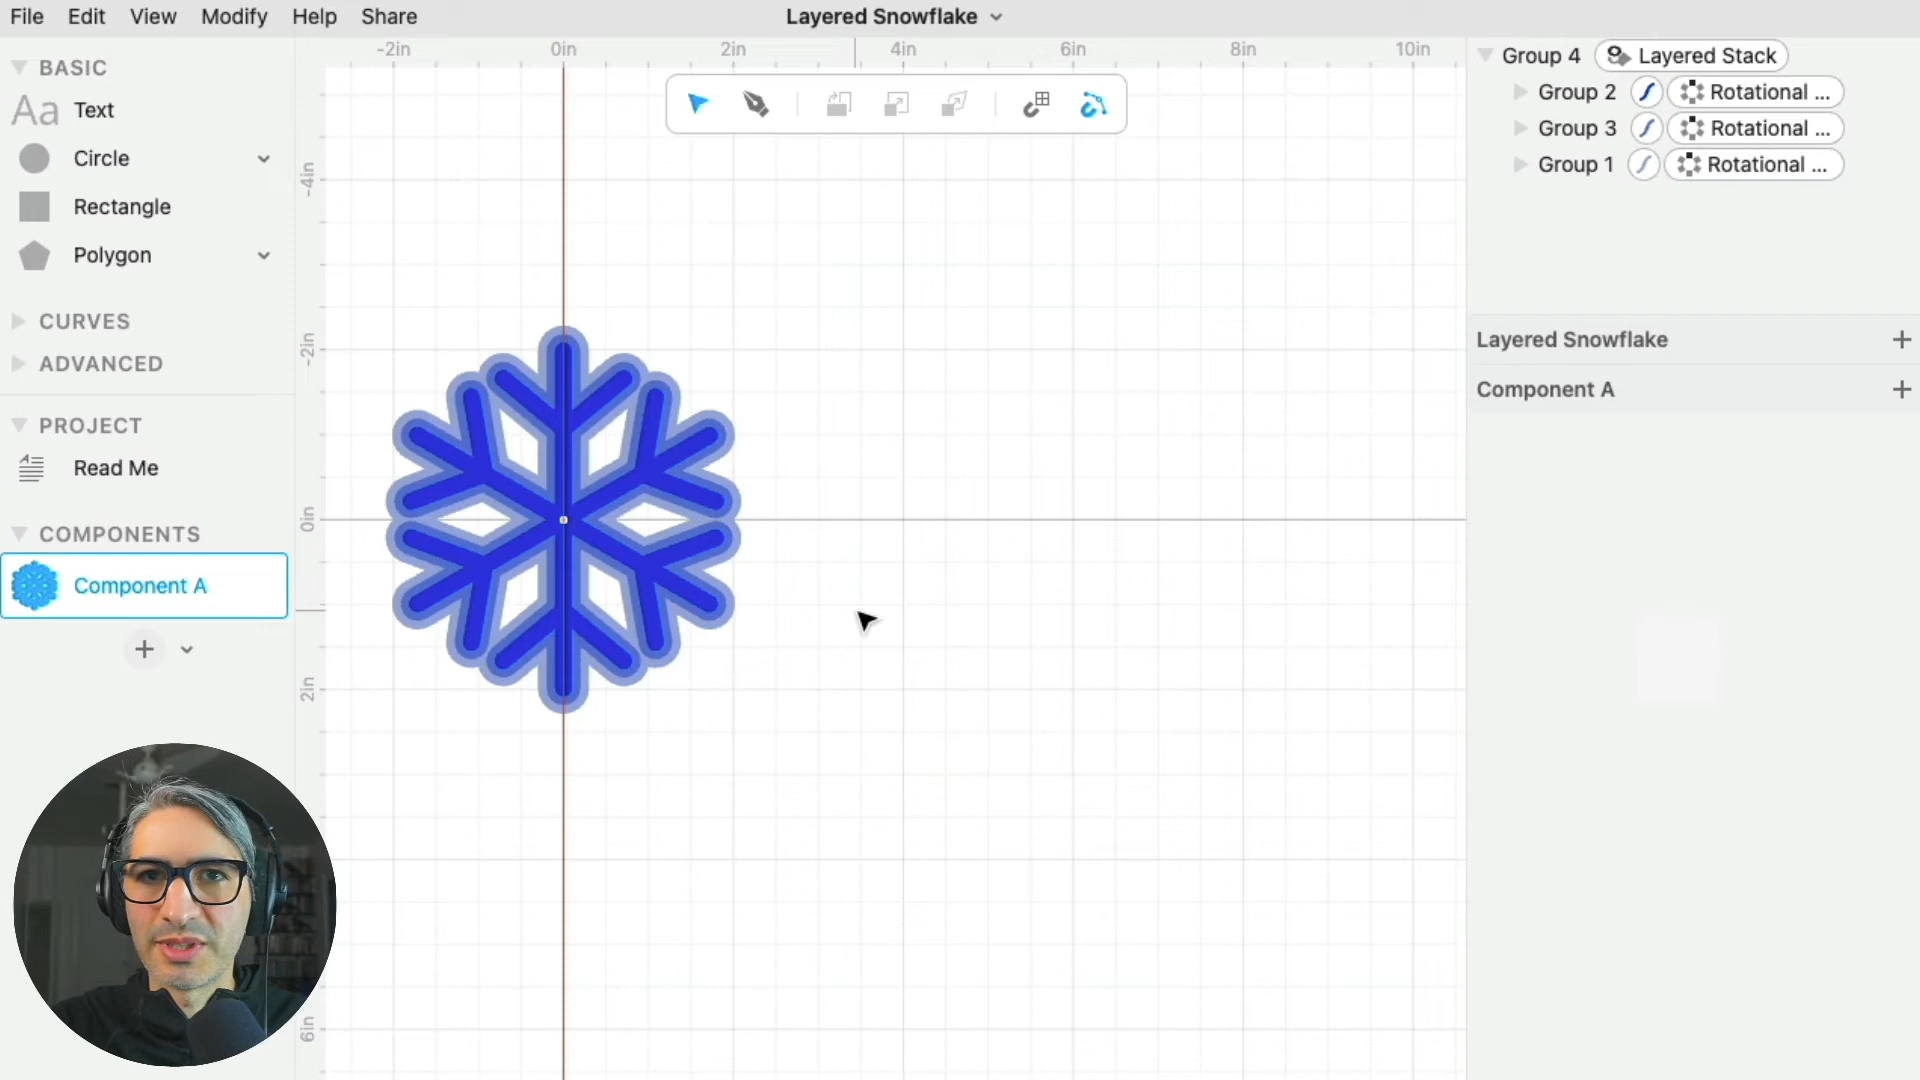 File Edit View Modify Help Share
Layered Snowflake
BASIC
Aa Text
Circle
Rectangle
Polygon
CURVES
ADVANCED
PROJECT
Read Me
COMPONENTS
Component A
+
-2in 0in 2in 4in 6in 8in 10in
-4in
-2in
0in
2in
6in
Group 4 Layered Stack
Group 2 Rotational ...
Group 3 Rotational ...
Group 1 Rotational ...
Layered Snowflake +
Component A +